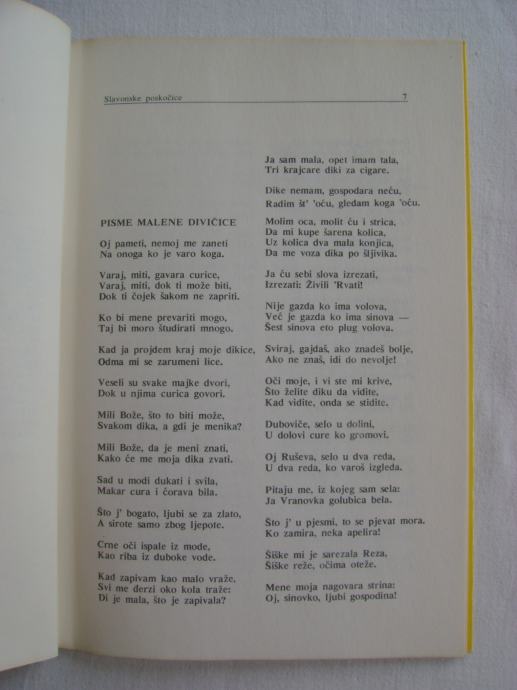 Slavonske poskočice 7
PISME MALENE DIVIČICE
Oj pameti, nemoj me zaneti
Na onoga ko je varo koga.
Varaj, miti, gavara curice,
Varaj, miti, dok ti može biti,
Dok ti čojek šakom ne zapriti.
Ko bi mene prevariti mogo,
Taj bi moro študirati mnogo.
Kad ja projdem kraj moje dikice,
Odma mi se zarumeni lice.
Veseli su svake majke dvori,
Dok u njima curica govori.
Mili Bože, što to biti može,
Svakom dika, a gdi je menika?
Mili Bože, da je meni znati,
Kako će me moja dika zvati.
Sad u modi dukati i svila,
Makar cura i ćorava bila.
Što j' bogato, ljubi se za zlato,
A sirote samo zbog ljepote.
Crne oči ispale iz mode,
Kao riba iz duboke vode.
Kad zapivam kao malo vraže,
Svi me derzi oko kola traže:
Di je mala, što je zapivala?
Ja sam mala, opet imam tala,
Tri krajcare diki za cigare.
Dike nemam, gospodara neću,
Radim št' 'oću, gledam koga 'oću.
Molim oca, molit ću i strica,
Da mi kupe šarena kolica,
Uz kolica dva mala konjica,
Da me voza dika po šljivika.
Ja ću sebi slova izrezati,
Izrezati: Živili 'Rvati!
Nije gazda ko ima volova,
Već je gazda ko ima sinova —
Šest sinova eto plug volova.
Sviraj, gajdaš, ako znadeš bolje,
Ako ne znaš, idi do nevolje!
Oči moje, i vi ste mi krive,
Što želite diku da vidite,
Kad vidite, onda se stidite.
Duboviče, selo u dolini,
U dolovi cure ko gromovi.
Oj Ruševa, selo u dva reda,
U dva reda, ko varoš izgleda.
Pitaju me, iz kojeg sam sela:
Ja Vranovka golubica bela.
Što j' u pjesmi, to se pjevat mora.
Ko zamira, neka apelira!
Šiške mi je sarezala Reza,
Šiške reže, očima oteže.
Mene moja nagovara strina:
Oj, sinovko, ljubi gospodina!